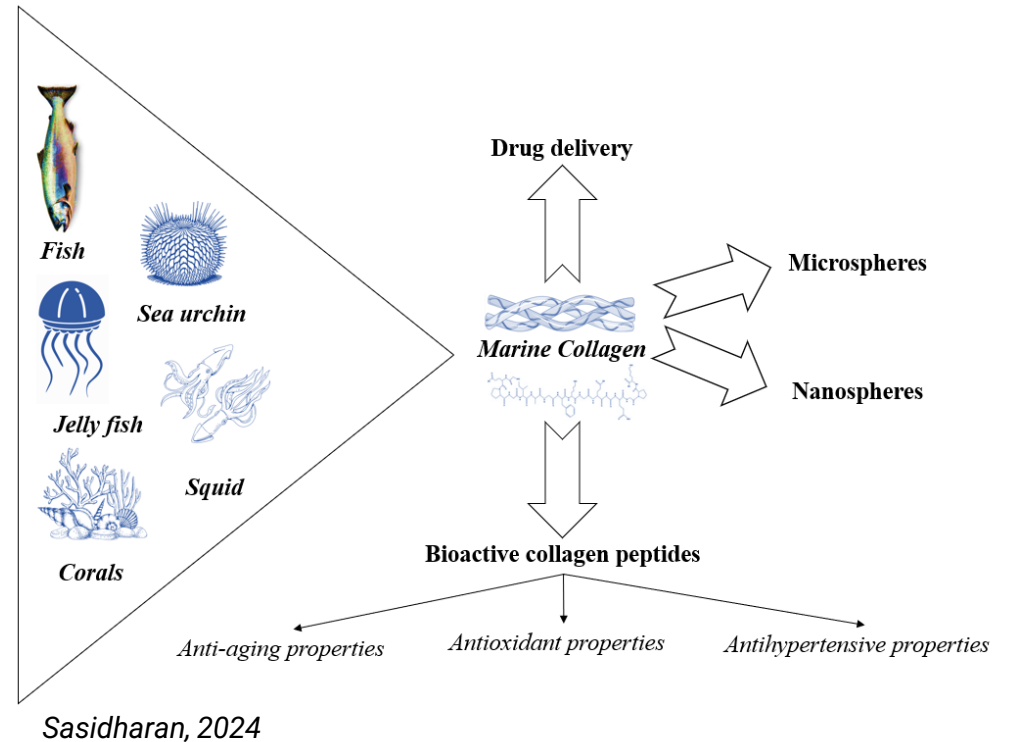 Fish
Sea urchin
Jelly fish
Squid
Corals
Drug delivery
Microspheres
Marine Collagen
Nanospheres
Bioactive collagen peptides
Anti-aging properties
Antioxidant properties
Antihypertensive properties
Sasidharan, 2024